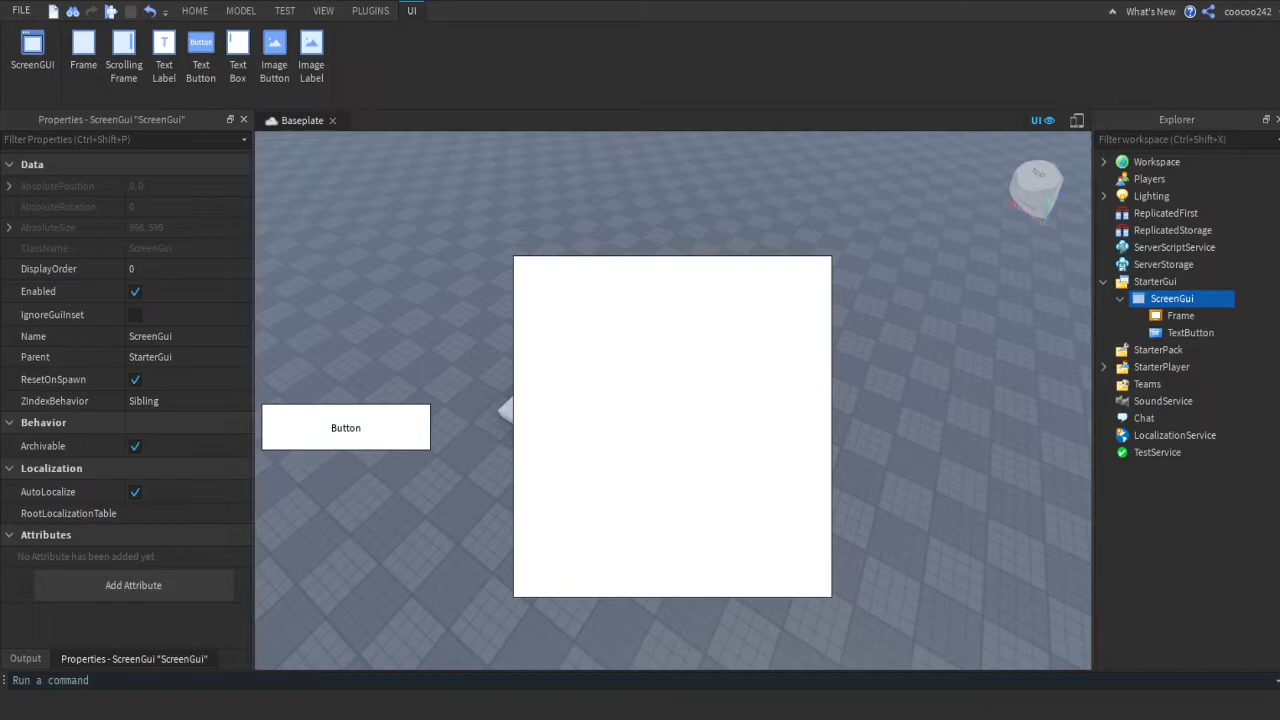 FILE HOME MODEL TEST VIEW PLUGINS UI What's New coocoo242
ScreenGUI Frame Scrolling Frame Text Label Button Text Button Text Box Image Button Image Label
Properties - ScreenGui "ScreenGui"
Filter Properties (Ctrl+Shift+P)
Data
AbsolutePosition 0, 0
AbsoluteRotation 0
AbsoluteSize 998, 599
ClassName ScreenGui
DisplayOrder 0
Enabled
IgnoreGuiInset
Name ScreenGui
Parent StarterGui
ResetOnSpawn
ZIndexBehavior Sibling
Behavior
Archivable
Localization
AutoLocalize
RootLocalizationTable
Attributes
No Attribute has been added yet
Add Attribute
Output Properties - ScreenGui "ScreenGui"
Run a command
Baseplate UI
Button
Explorer
Filter workspace (Ctrl+Shift+X)
Workspace
Players
Lighting
ReplicatedFirst
ReplicatedStorage
ServerScriptService
ServerStorage
StarterGui
ScreenGui
Frame
TextButton
StarterPack
StarterPlayer
Teams
SoundService
Chat
LocalizationService
TestService